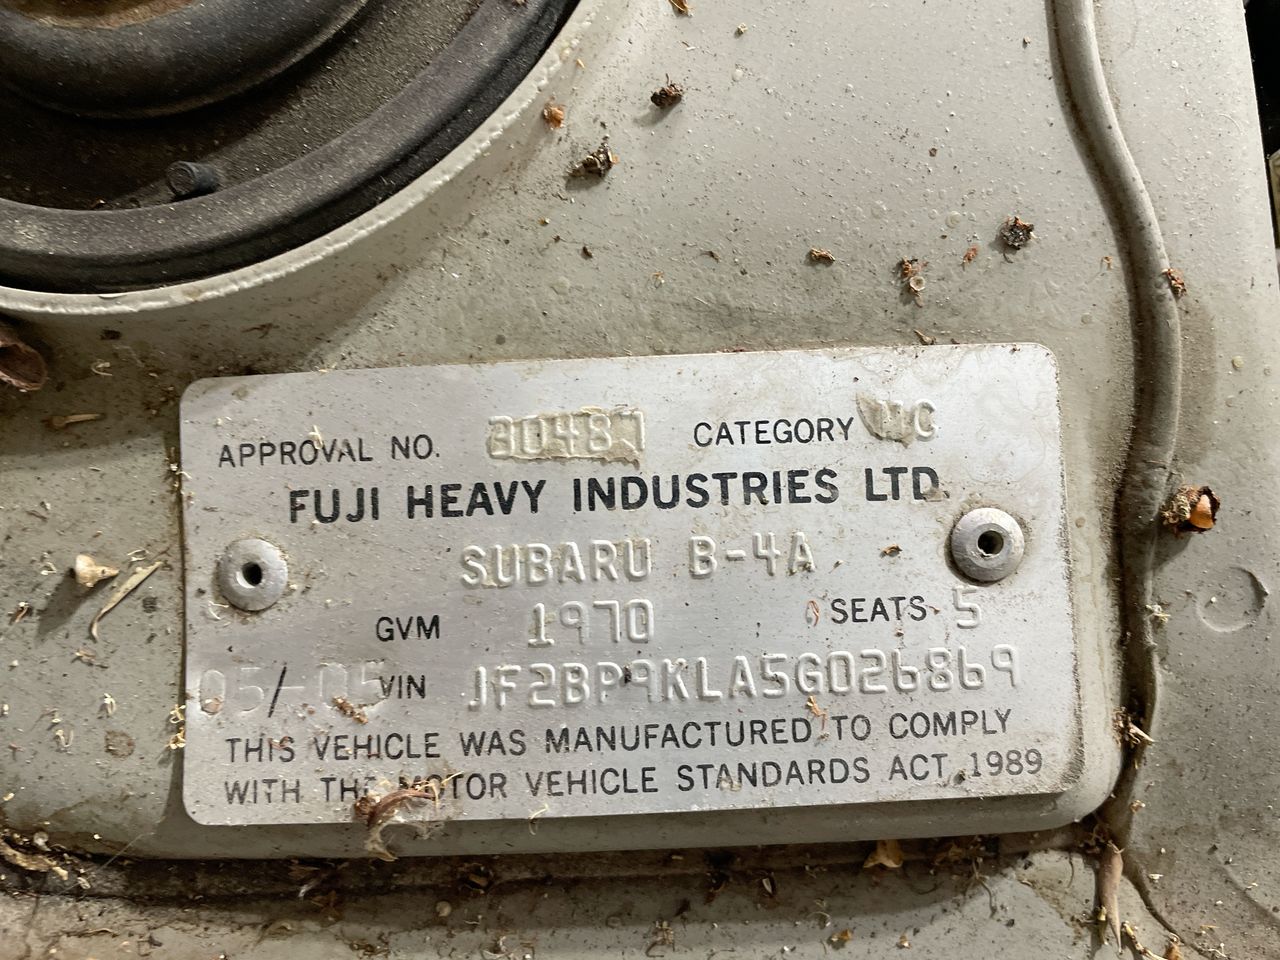 APPROVAL NO. 30487 CATEGORY MC
FUJI HEAVY INDUSTRIES LTD.
SUBARU B-4A
GVM 1970 SEATS 5
05/-05 VIN JF2BP9KLA5G026869
THIS VEHICLE WAS MANUFACTURED TO COMPLY
WITH THE MOTOR VEHICLE STANDARDS ACT 1989